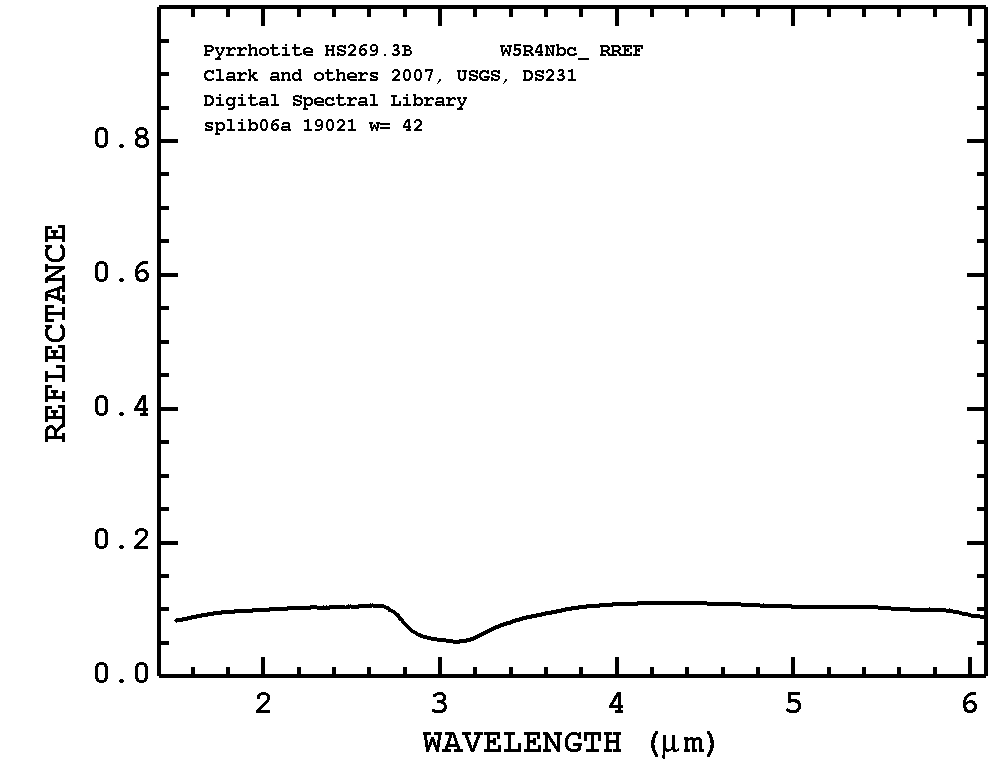 Pyrrhotite HS269.3B W5R4Nbc_ RREF
Clark and others 2007, USGS, DS231
Digital Spectral Library
splib06a 19021 w= 42
0.8
0.6
0.4
0.2
0.0
REFLECTANCE
2 3 4 5 6
WAVELENGTH (μm)